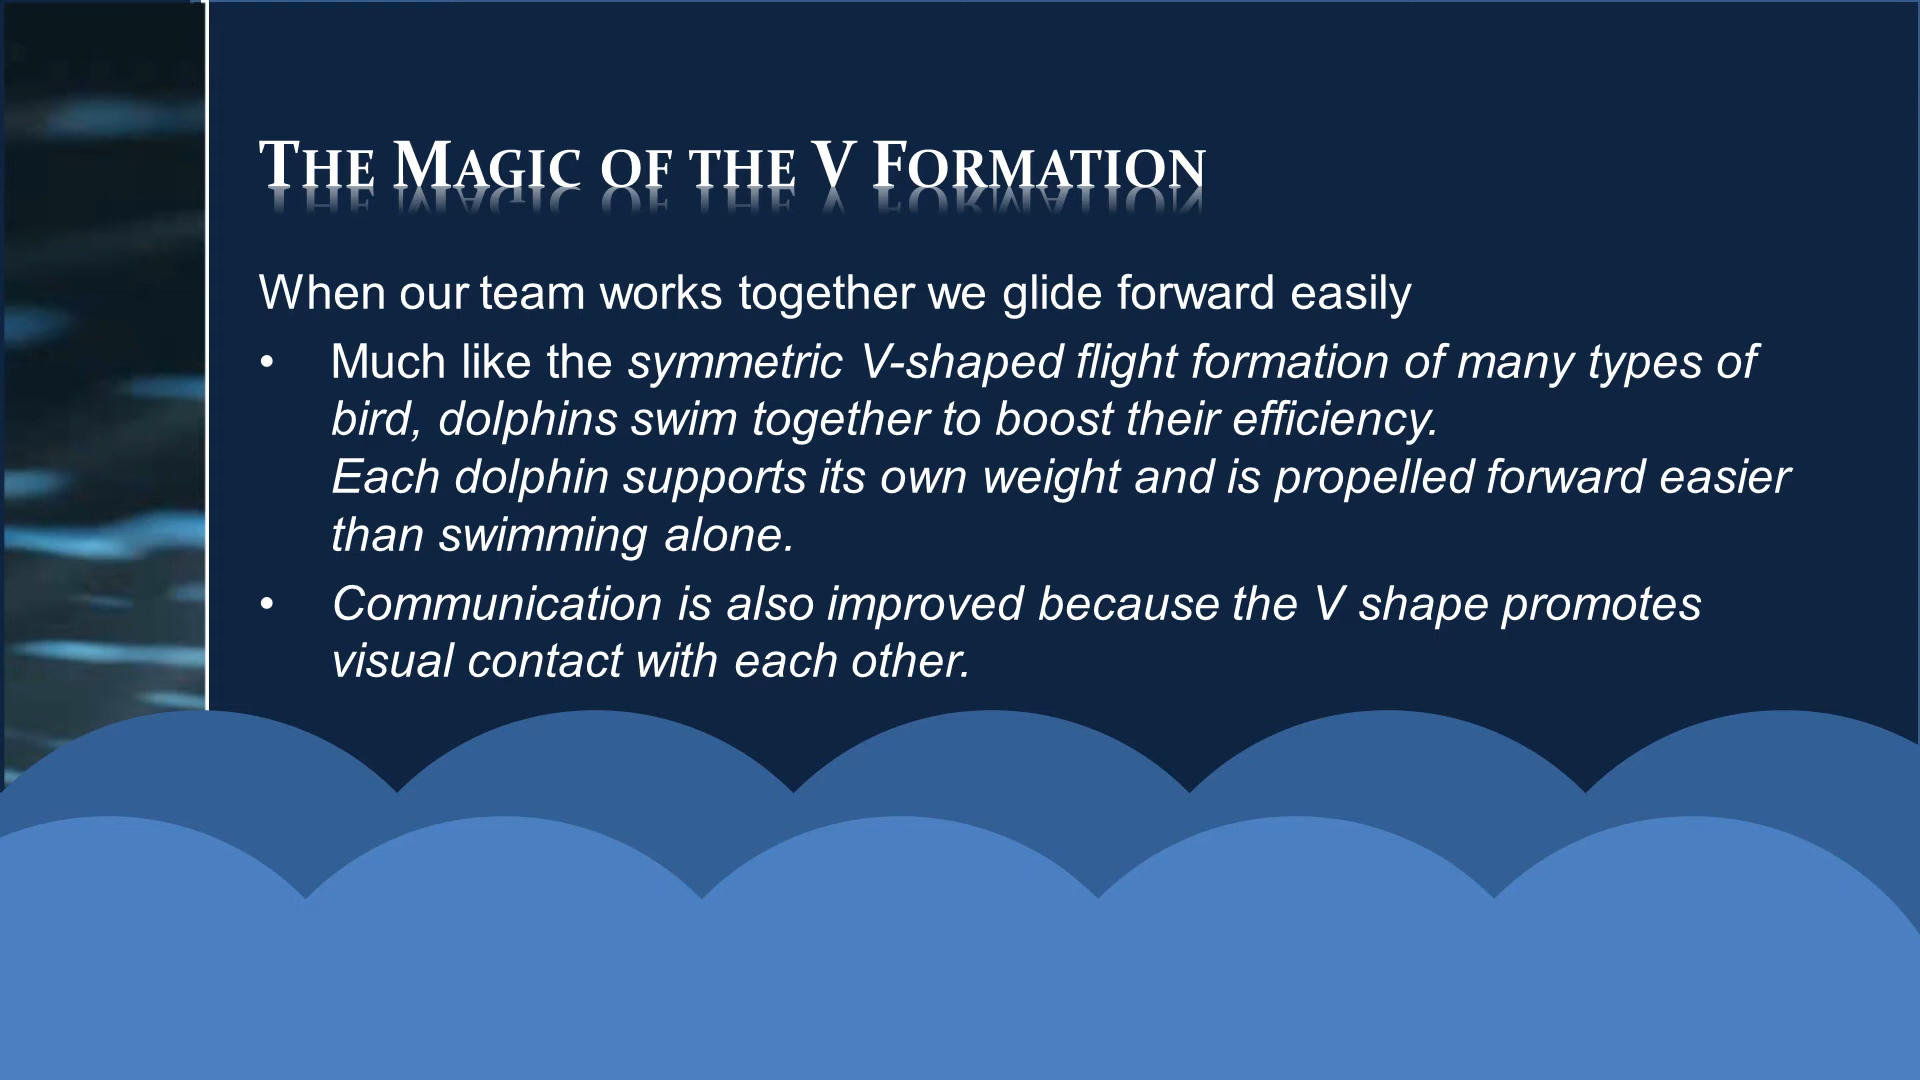 The Magic of the V Formation
When our team works together we glide forward easily
• Much like the symmetric V-shaped flight formation of many types of
bird, dolphins swim together to boost their efficiency.
Each dolphin supports its own weight and is propelled forward easier
than swimming alone.
• Communication is also improved because the V shape promotes
visual contact with each other.